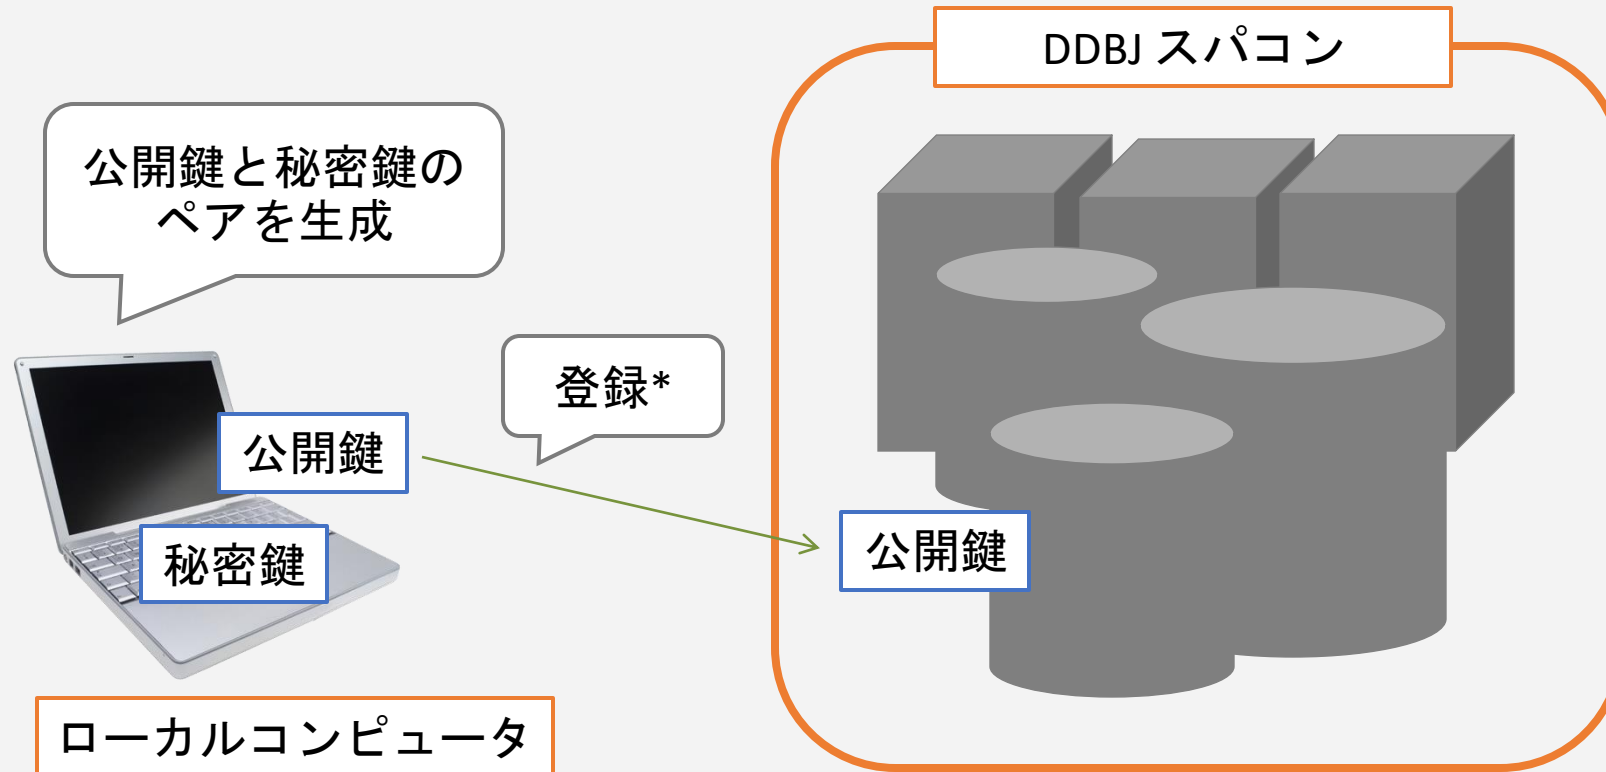 DDBJ スパコン
公開鍵と秘密鍵の
ペアを生成
登録*
公開鍵
秘密鍵
公開鍵
ローカルコンピュータ